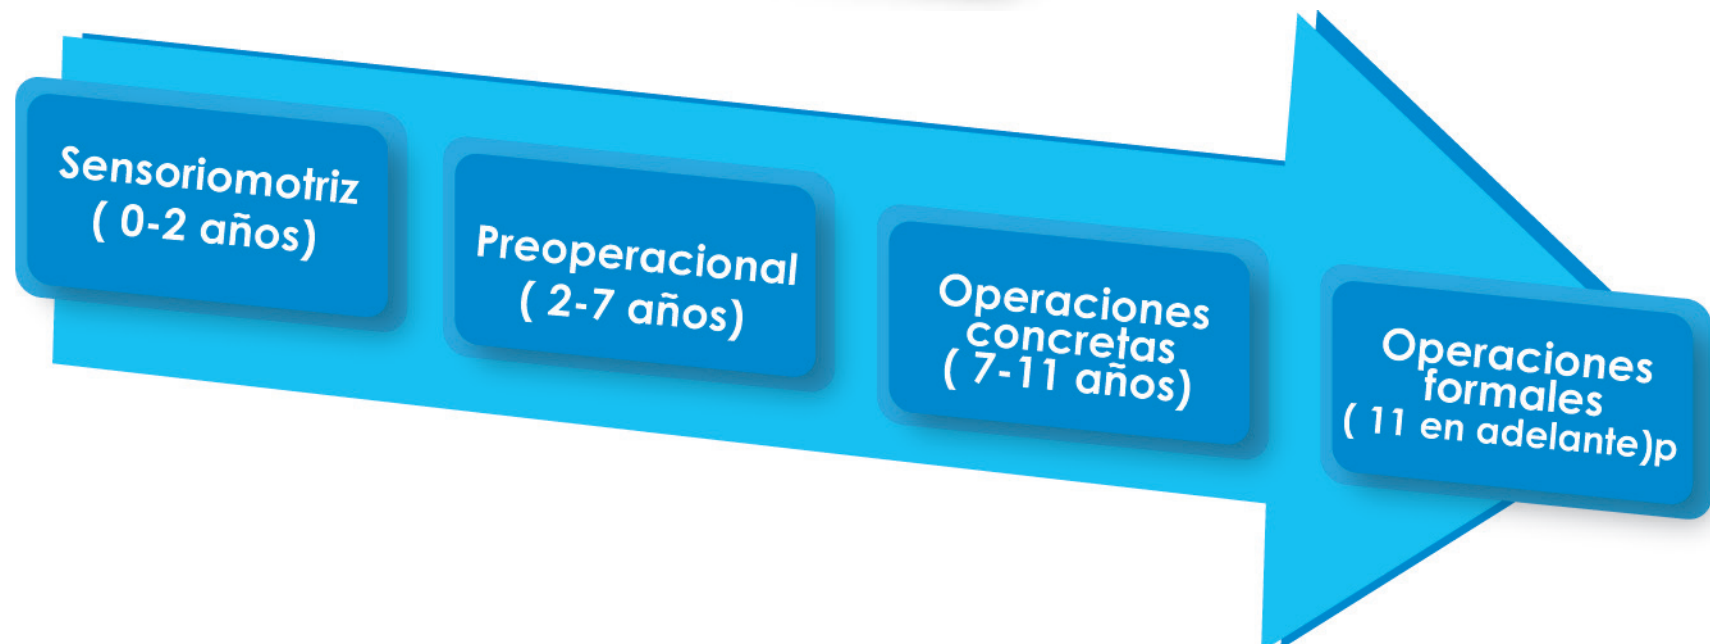 Sensoriomotriz
( 0-2 años)
Preoperacional
( 2-7 años)
Operaciones
concretas
( 7-11 años)
Operaciones
formales
( 11 en adelante)p